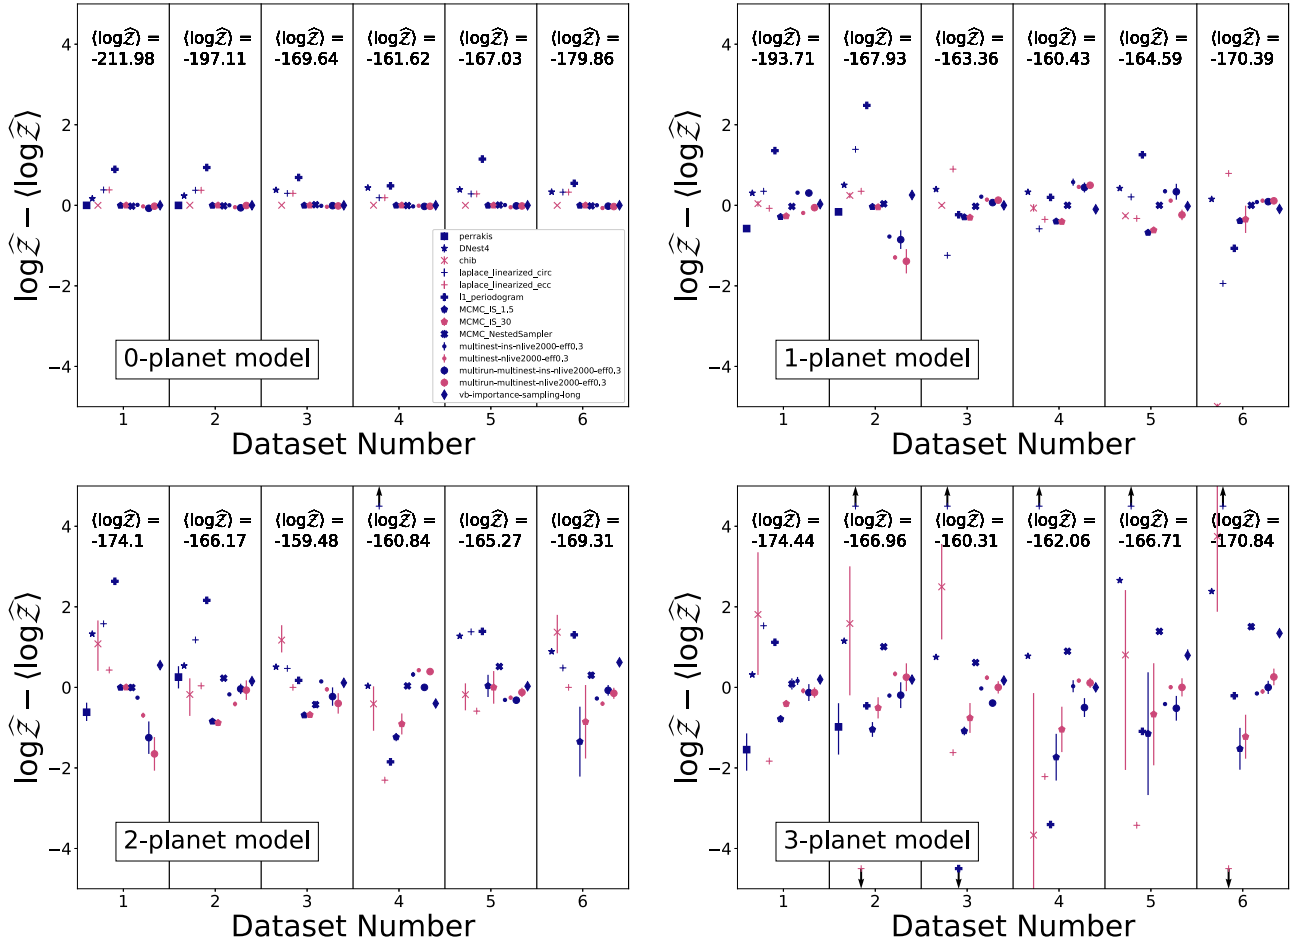 ⟨log𝒵̂⟩ = ⟨log𝒵̂⟩ = ⟨log𝒵̂⟩ = ⟨log𝒵̂⟩ = ⟨log𝒵̂⟩ = ⟨log𝒵̂⟩ =
-211.98 -197.11 -169.64 -161.62 -167.03 -179.86
log𝒵̂ − ⟨log𝒵̂⟩
4
2
0
−2
−4
perrakis
DNest4
chib
laplace_linearized_circ
laplace_linearized_ecc
l1_periodogram
MCMC_IS_1.5
MCMC_IS_30
MCMC_NestedSampler
multinest-ins-nlive2000-eff0.3
multinest-nlive2000-eff0.3
multirun-multinest-ins-nlive2000-eff0.3
multirun-multinest-nlive2000-eff0.3
vb-importance-sampling-long
0-planet model
1 2 3 4 5 6
Dataset Number
⟨log𝒵̂⟩ = ⟨log𝒵̂⟩ = ⟨log𝒵̂⟩ = ⟨log𝒵̂⟩ = ⟨log𝒵̂⟩ = ⟨log𝒵̂⟩ =
-193.71 -167.93 -163.36 -160.43 -164.59 -170.39
log𝒵̂ − ⟨log𝒵̂⟩
4
2
0
−2
−4
1-planet model
1 2 3 4 5 6
Dataset Number
⟨log𝒵̂⟩ = ⟨log𝒵̂⟩ = ⟨log𝒵̂⟩ = ⟨log𝒵̂⟩ = ⟨log𝒵̂⟩ = ⟨log𝒵̂⟩ =
-174.1 -166.17 -159.48 -160.84 -165.27 -169.31
log𝒵̂ − ⟨log𝒵̂⟩
4
2
0
−2
−4
2-planet model
1 2 3 4 5 6
Dataset Number
⟨log𝒵̂⟩ = ⟨log𝒵̂⟩ = ⟨log𝒵̂⟩ = ⟨log𝒵̂⟩ = ⟨log𝒵̂⟩ = ⟨log𝒵̂⟩ =
-174.44 -166.96 -160.31 -162.06 -166.71 -170.84
log𝒵̂ − ⟨log𝒵̂⟩
4
2
0
−2
−4
3-planet model
1 2 3 4 5 6
Dataset Number